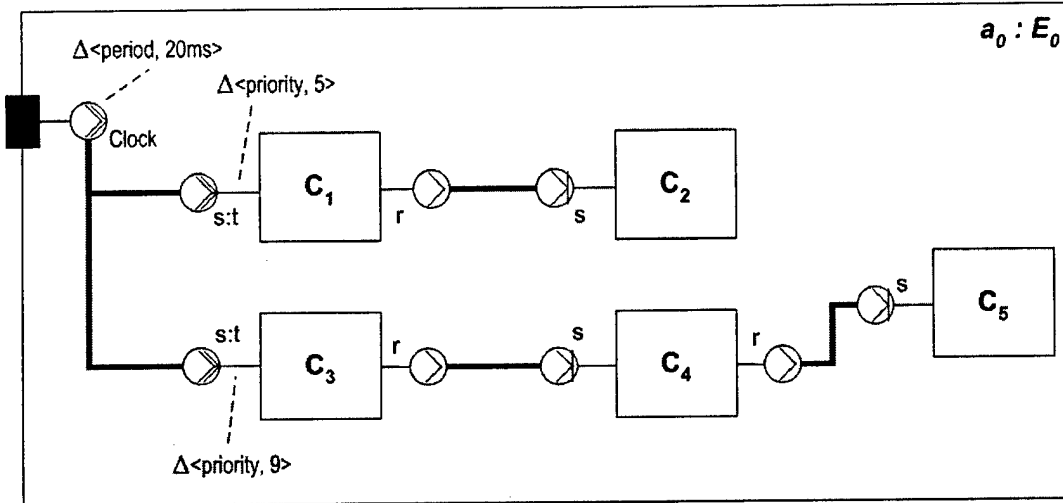 a₀ : E₀
Δ<period, 20ms>
Δ<priority, 5>
Clock
C₁
C₂
s:t
r
s
s
C₅
s:t
r
s
r
C₃
C₄
Δ<priority, 9>